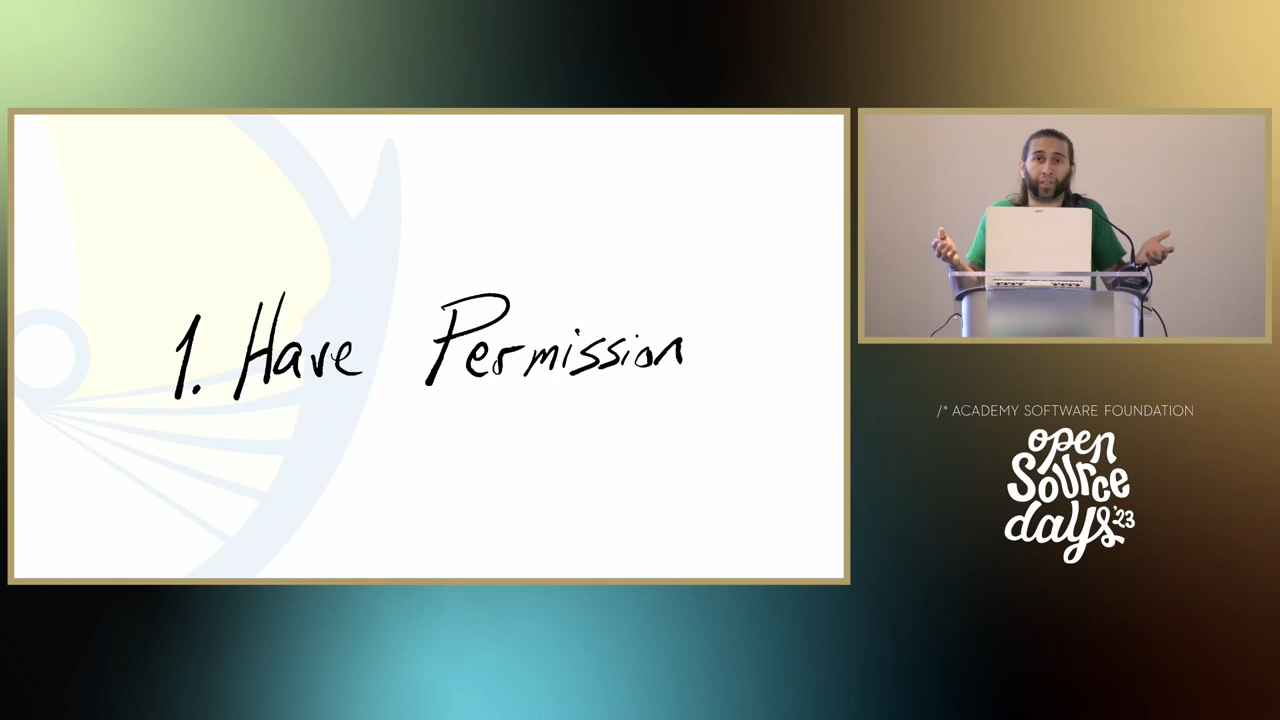 1. Have Permission
/* ACADEMY SOFTWARE FOUNDATION
open
Source
days '23